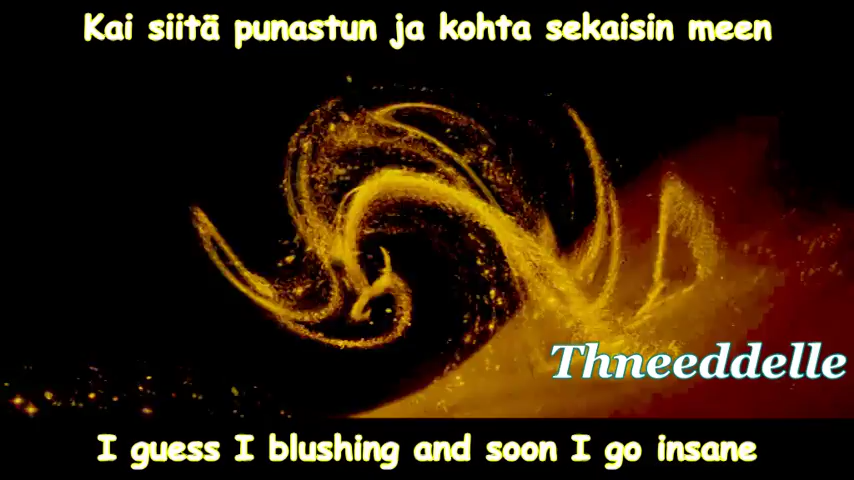 Kai siitä punastun ja kohta sekaisin meen
Thneeddelle
I guess I blushing and soon I go insane